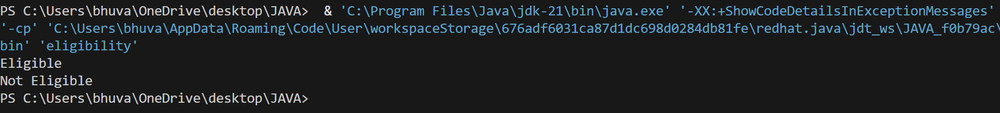 PS C:\Users\bhuva\OneDrive\desktop\JAVA>  & 'C:\Program Files\Java\jdk-21\bin\java.exe' '-XX:+ShowCodeDetailsInExceptionMessages'
'-cp' 'C:\Users\bhuva\AppData\Roaming\Code\User\workspaceStorage\676adf6031ca87d1dc698d0284db81fe\redhat.java\jdt_ws\JAVA_f0b79ac\
bin' 'eligibility'
Eligible
Not Eligible
PS C:\Users\bhuva\OneDrive\desktop\JAVA>